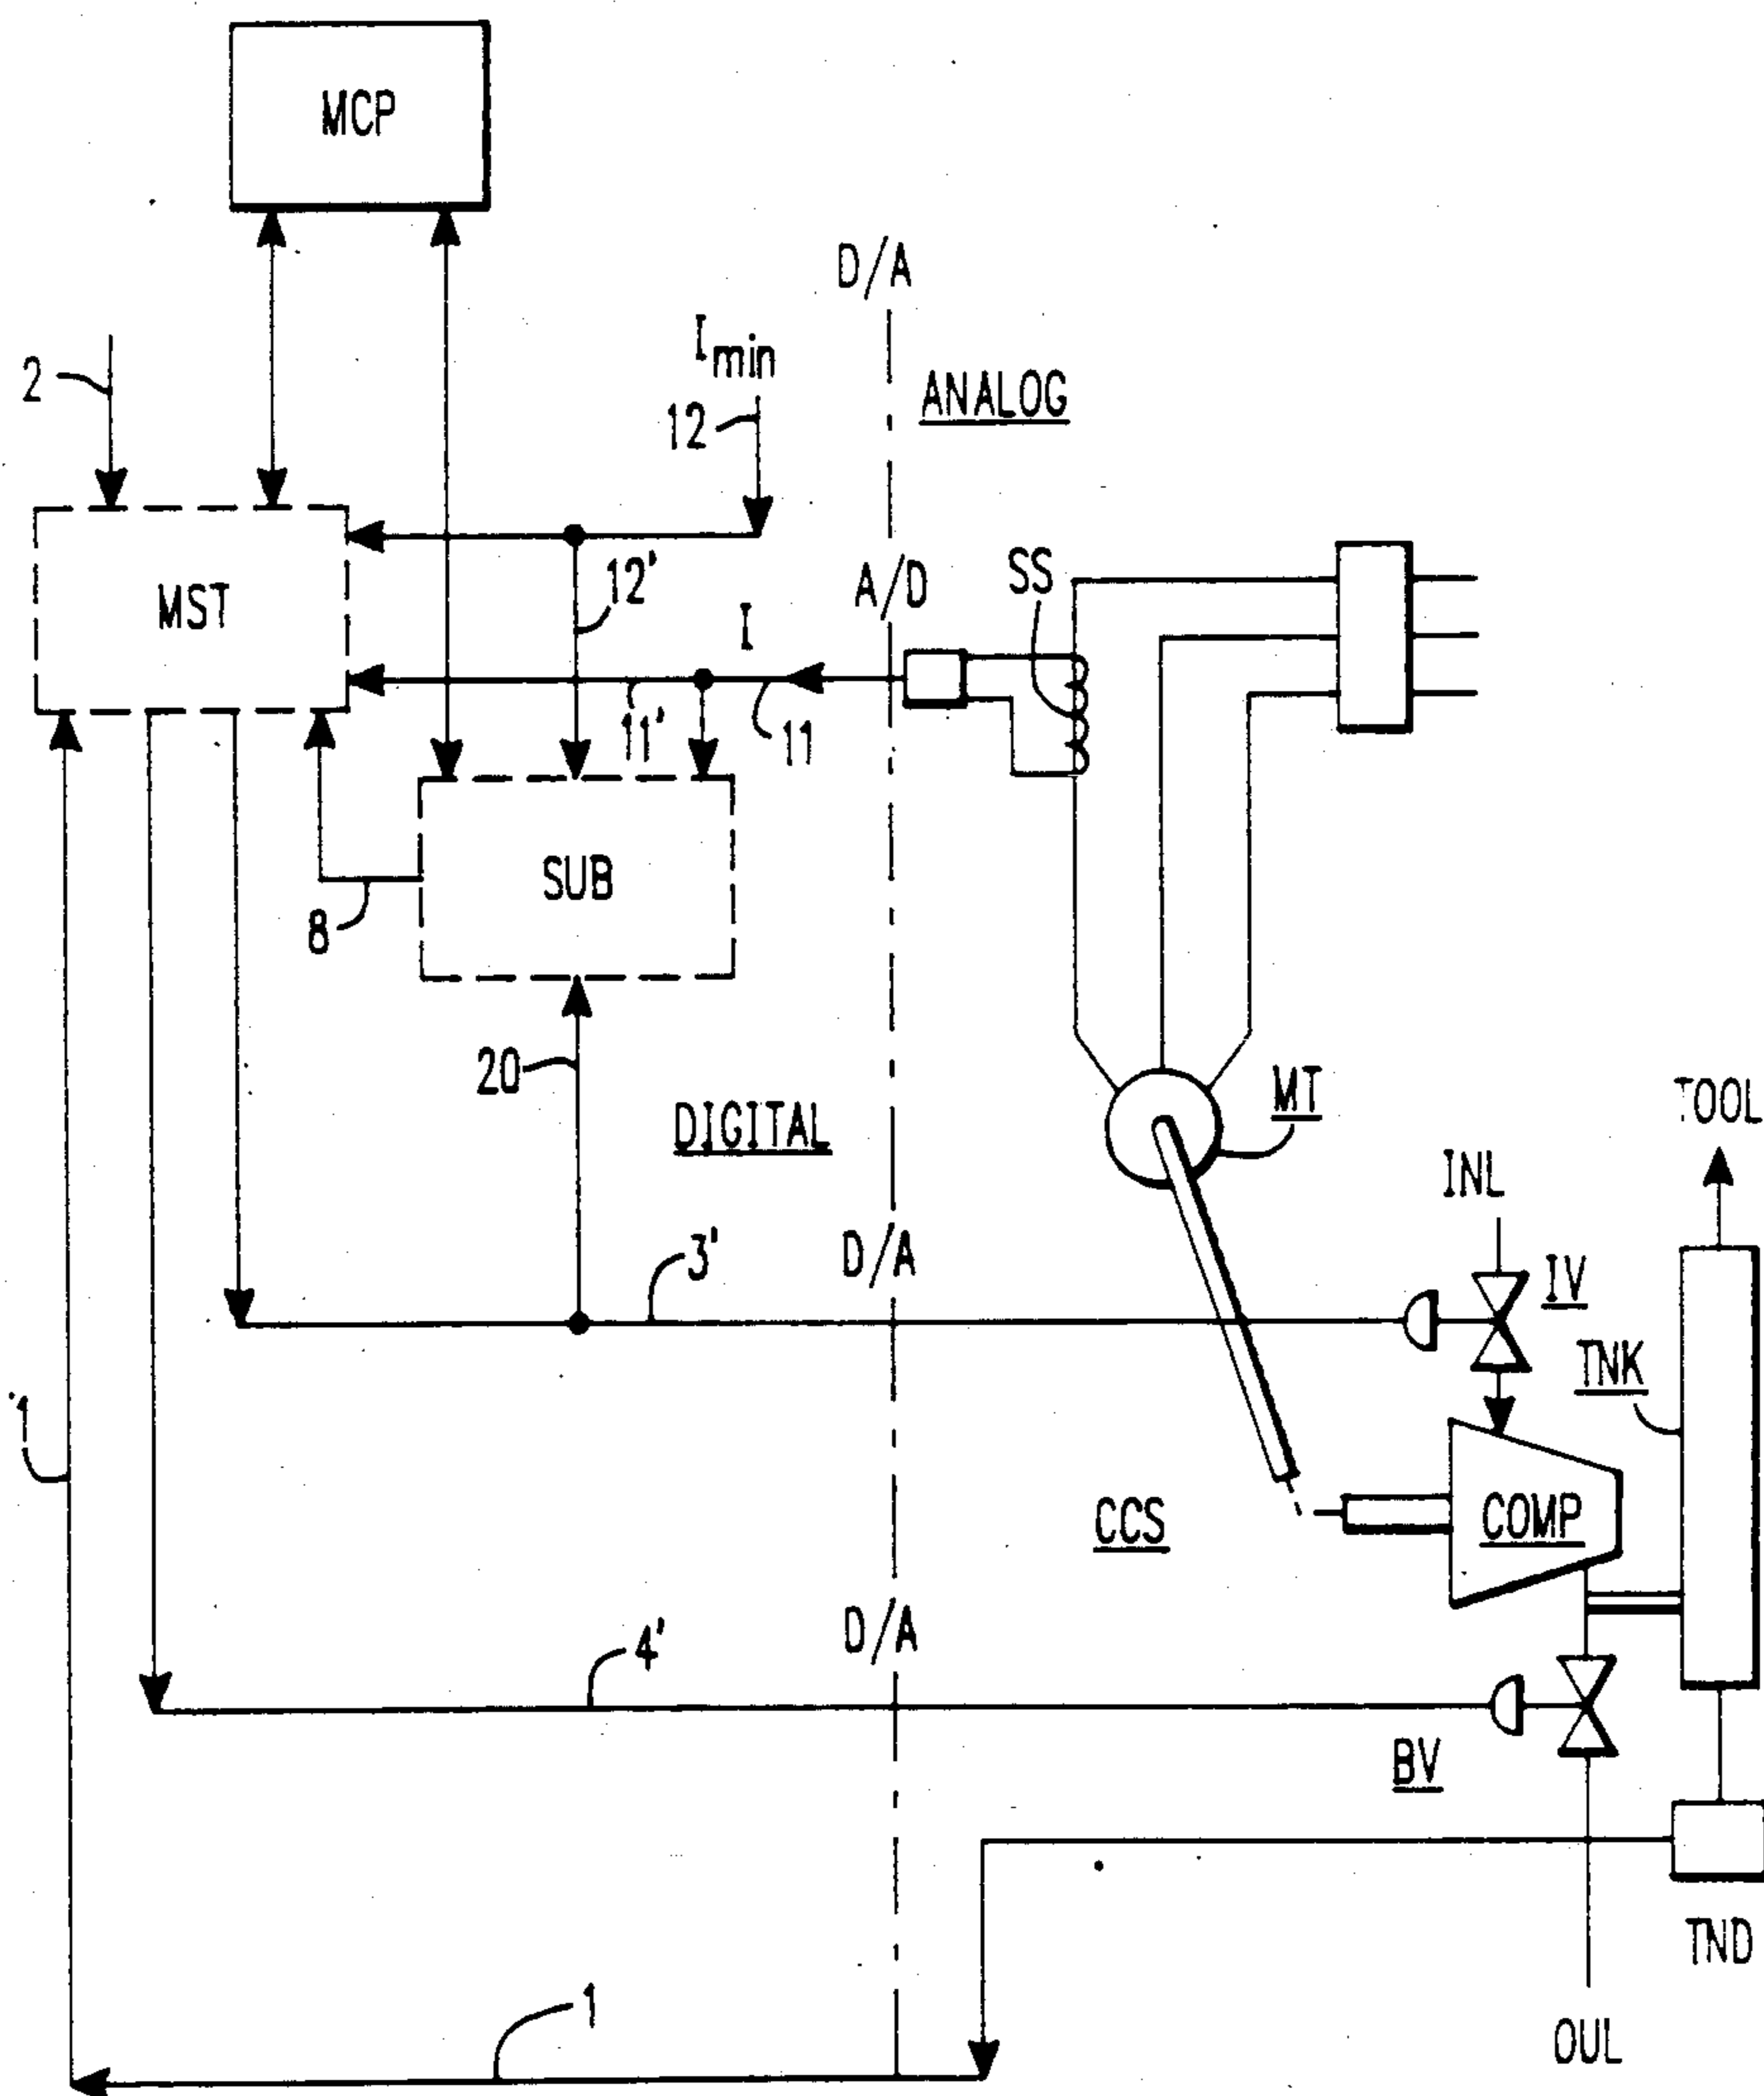 MCP
D/A
I min
2
12
ANALOG
MST
12'
I
A/D
SS
11'
11
SUB
8
20
DIGITAL
MT
TOOL
INL
3'
D/A
IV
TNK
1
CCS
COMP
D/A
4'
BV
TND
1
OUL